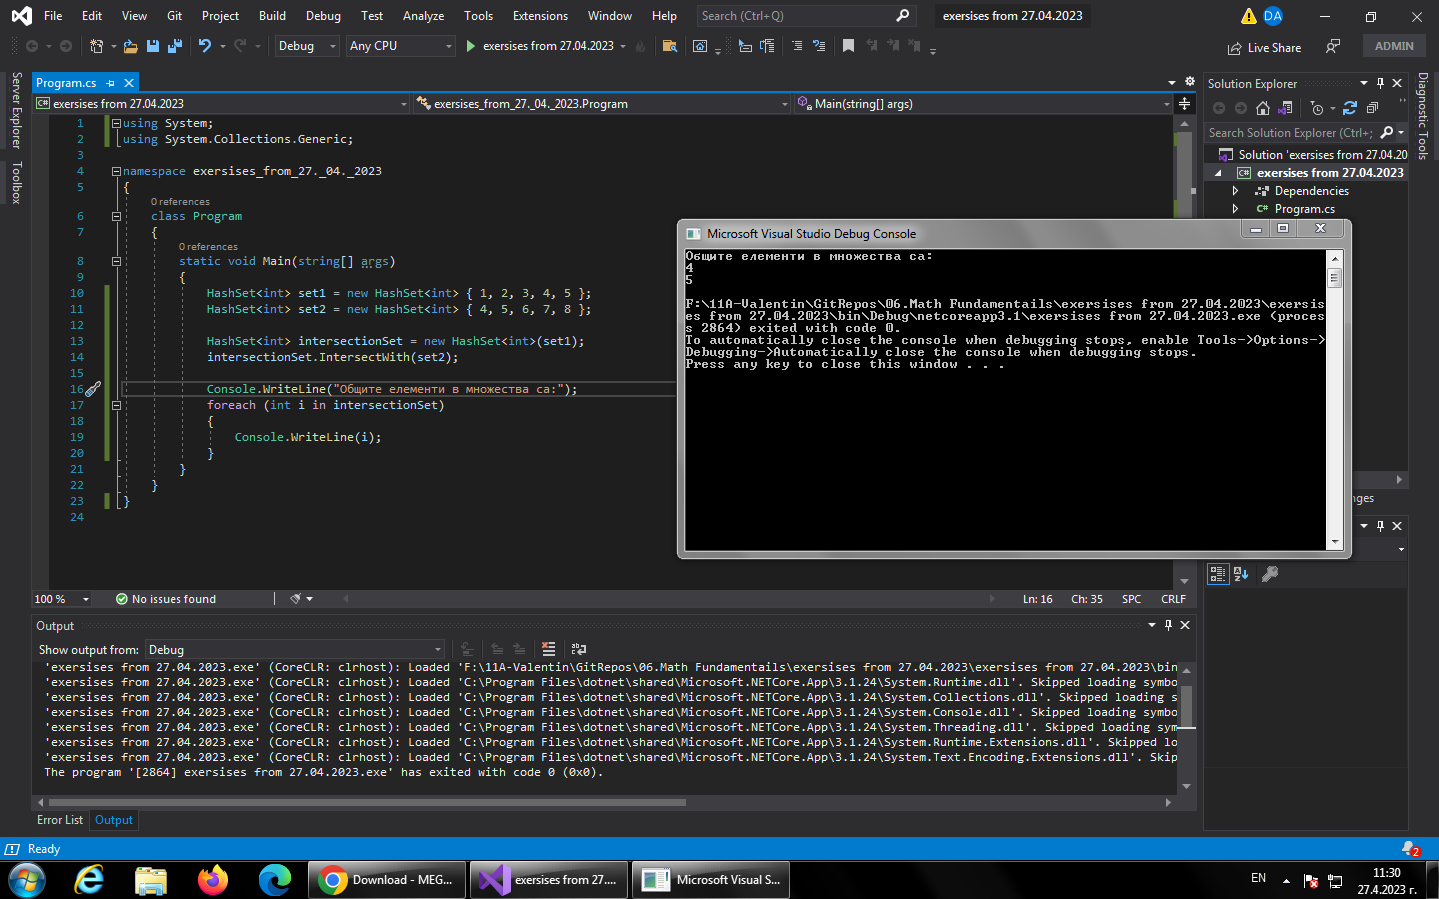 File Edit View Git Project Build Debug Test Analyze Tools Extensions Window Help Search (Ctrl+Q) exersises from 27.04.2023 DA
Debug Any CPU exersises from 27.04.2023 Live Share ADMIN
Server Explorer
Toolbox
Program.cs
exersises from 27.04.2023 exersises_from_27._04._2023.Program Main(string[] args)
1 using System;
2 using System.Collections.Generic;
3
4 namespace exersises_from_27._04._2023
5 {
0 references
6 class Program
7 {
0 references
8 static void Main(string[] args)
9 {
10 HashSet<int> set1 = new HashSet<int> { 1, 2, 3, 4, 5 };
11 HashSet<int> set2 = new HashSet<int> { 4, 5, 6, 7, 8 };
12
13 HashSet<int> intersectionSet = new HashSet<int>(set1);
14 intersectionSet.IntersectWith(set2);
15
16 Console.WriteLine("Общите елементи в множества са:");
17 foreach (int i in intersectionSet)
18 {
19 Console.WriteLine(i);
20 }
21 }
22 }
23 }
24
100 % No issues found Ln: 16 Ch: 35 SPC CRLF
Microsoft Visual Studio Debug Console
Общите елементи в множества са:
4
5
F:\11A-Valentin\GitRepos\06.Math Fundamentails\exersises from 27.04.2023\exersis
es from 27.04.2023\bin\Debug\netcoreapp3.1\exersises from 27.04.2023.exe (proces
s 2864) exited with code 0.
To automatically close the console when debugging stops, enable Tools->Options->
Debugging->Automatically close the console when debugging stops.
Press any key to close this window . . .
Solution Explorer
Search Solution Explorer (Ctrl+;
Solution 'exersises from 27.04.20
exersises from 27.04.2023
Dependencies
C# Program.cs
nges
Diagnostic Tools
Output
Show output from: Debug
'exersises from 27.04.2023.exe' (CoreCLR: clrhost): Loaded 'F:\11A-Valentin\GitRepos\06.Math Fundamentails\exersises from 27.04.2023\exersises from 27.04.2023\bin
'exersises from 27.04.2023.exe' (CoreCLR: clrhost): Loaded 'C:\Program Files\dotnet\shared\Microsoft.NETCore.App\3.1.24\System.Runtime.dll'. Skipped loading symbo
'exersises from 27.04.2023.exe' (CoreCLR: clrhost): Loaded 'C:\Program Files\dotnet\shared\Microsoft.NETCore.App\3.1.24\System.Collections.dll'. Skipped loading s
'exersises from 27.04.2023.exe' (CoreCLR: clrhost): Loaded 'C:\Program Files\dotnet\shared\Microsoft.NETCore.App\3.1.24\System.Console.dll'. Skipped loading symbo
'exersises from 27.04.2023.exe' (CoreCLR: clrhost): Loaded 'C:\Program Files\dotnet\shared\Microsoft.NETCore.App\3.1.24\System.Threading.dll'. Skipped loading sym
'exersises from 27.04.2023.exe' (CoreCLR: clrhost): Loaded 'C:\Program Files\dotnet\shared\Microsoft.NETCore.App\3.1.24\System.Runtime.Extensions.dll'. Skipped lo
'exersises from 27.04.2023.exe' (CoreCLR: clrhost): Loaded 'C:\Program Files\dotnet\shared\Microsoft.NETCore.App\3.1.24\System.Text.Encoding.Extensions.dll'. Skip
The program '[2864] exersises from 27.04.2023.exe' has exited with code 0 (0x0).
Error List Output
Ready 2
Download - MEG... exersises from 27.... Microsoft Visual S... EN 11:30
27.4.2023 г.